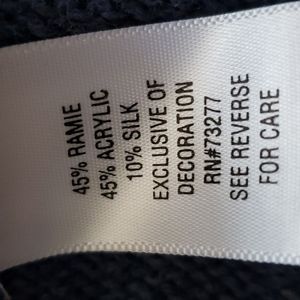 45% RAMIE
45% ACRYLIC
10% SILK
EXCLUSIVE OF
DECORATION
RN#73277
SEE REVERSE
FOR CARE